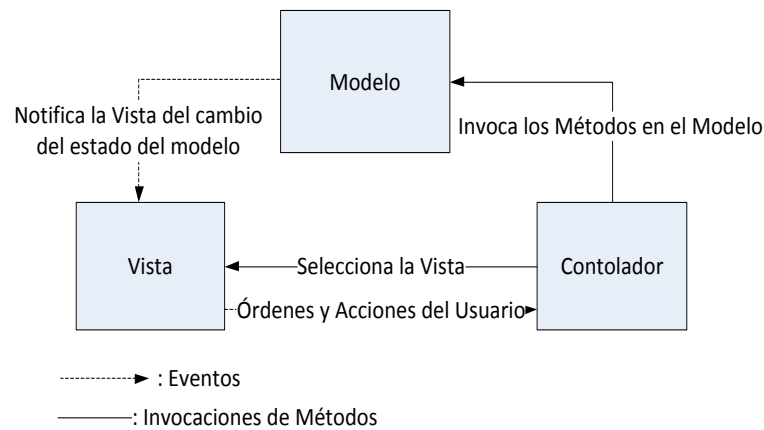 Modelo
Notifica la Vista del cambio
del estado del modelo
Invoca los Métodos en el Modelo
Vista
Selecciona la Vista
Contolador
Órdenes y Acciones del Usuario
: Eventos
: Invocaciones de Métodos